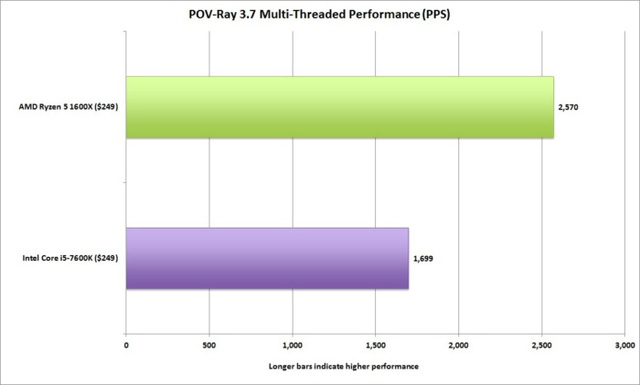 POV-Ray 3.7 Multi-Threaded Performance (PPS)
AMD Ryzen 5 1600X ($249)
2,570
Intel Core i5-7600K ($249)
1,699
0 500 1,000 1,500 2,000 2,500 3,000
Longer bars indicate higher performance